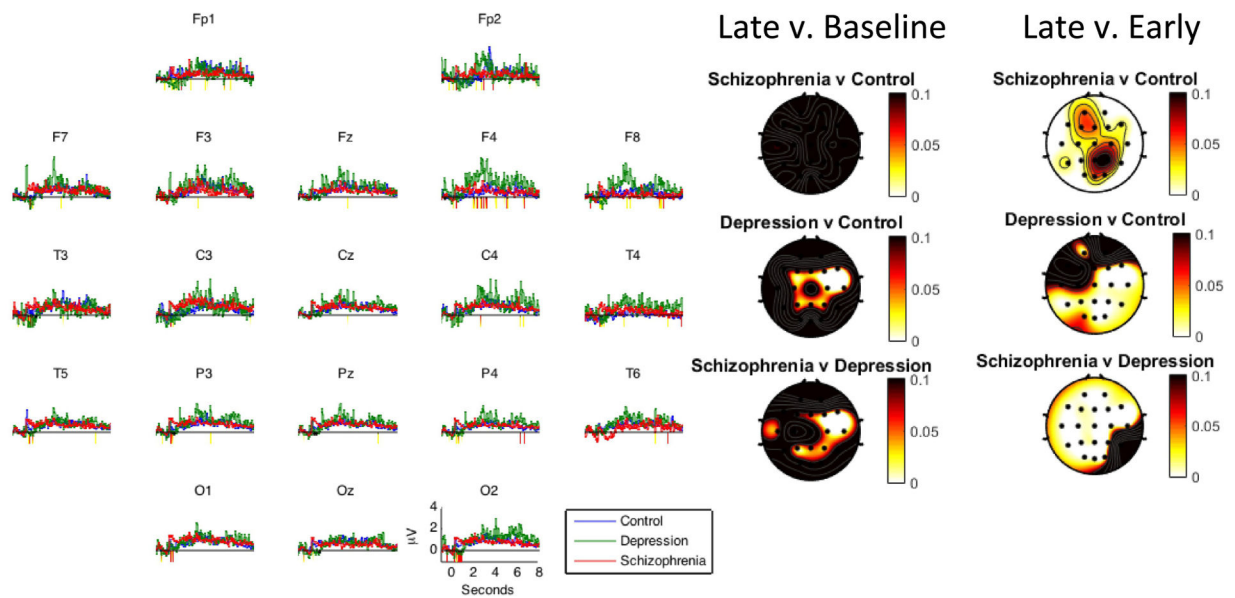 Fp1
Fp2
F7
F3
Fz
F4
F8
T3
C3
Cz
C4
T4
T5
P3
Pz
P4
T6
O1
Oz
O2
4
2
0
μV
0 2 4 6 8
Seconds
Control
Depression
Schizophrenia
Late v. Baseline
Schizophrenia v Control
0.1
0.05
0
Depression v Control
0.1
0.05
0
Schizophrenia v Depression
0.1
0.05
0
Late v. Early
Schizophrenia v Control
0.1
0.05
0
Depression v Control
0.1
0.05
0
Schizophrenia v Depression
0.1
0.05
0